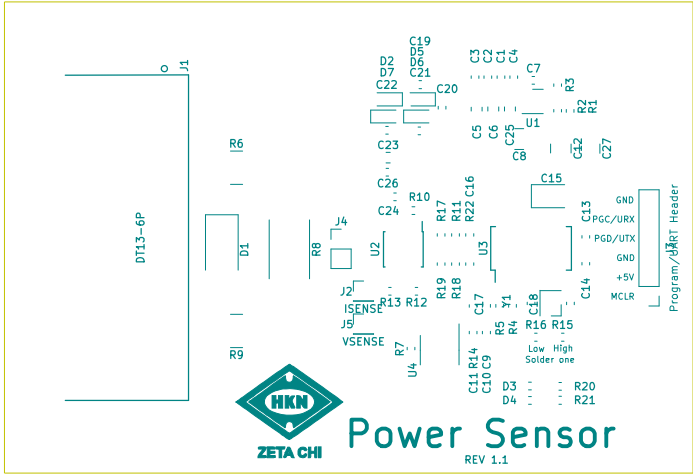 C19
D5
D2 D6
D7 C21
C22
C20
C3 C2 C1 C4
C7
R3
R2 R1
J1
U1
C5 C6 C25
C8 C12 C27
R6
C23
C26
C24
R10
C16
C15
C13
R17 R11 R22
DT13-6P
D1
R8
J4
U2
U3
GND
PGC/URX
PGD/UTX
GND
+5V
MCLR
J3
Program/UART Header
J2
ISENSE
R13 R12
R19 R18
C17
Y1
C18
C14
J5
VSENSE
R5 R4
R16 R15
Low High
Solder one
R9
R7
U4
R14 C9
C11 C10
D3 R20
D4 R21
HKN
ZETA CHI
Power Sensor
REV 1.1